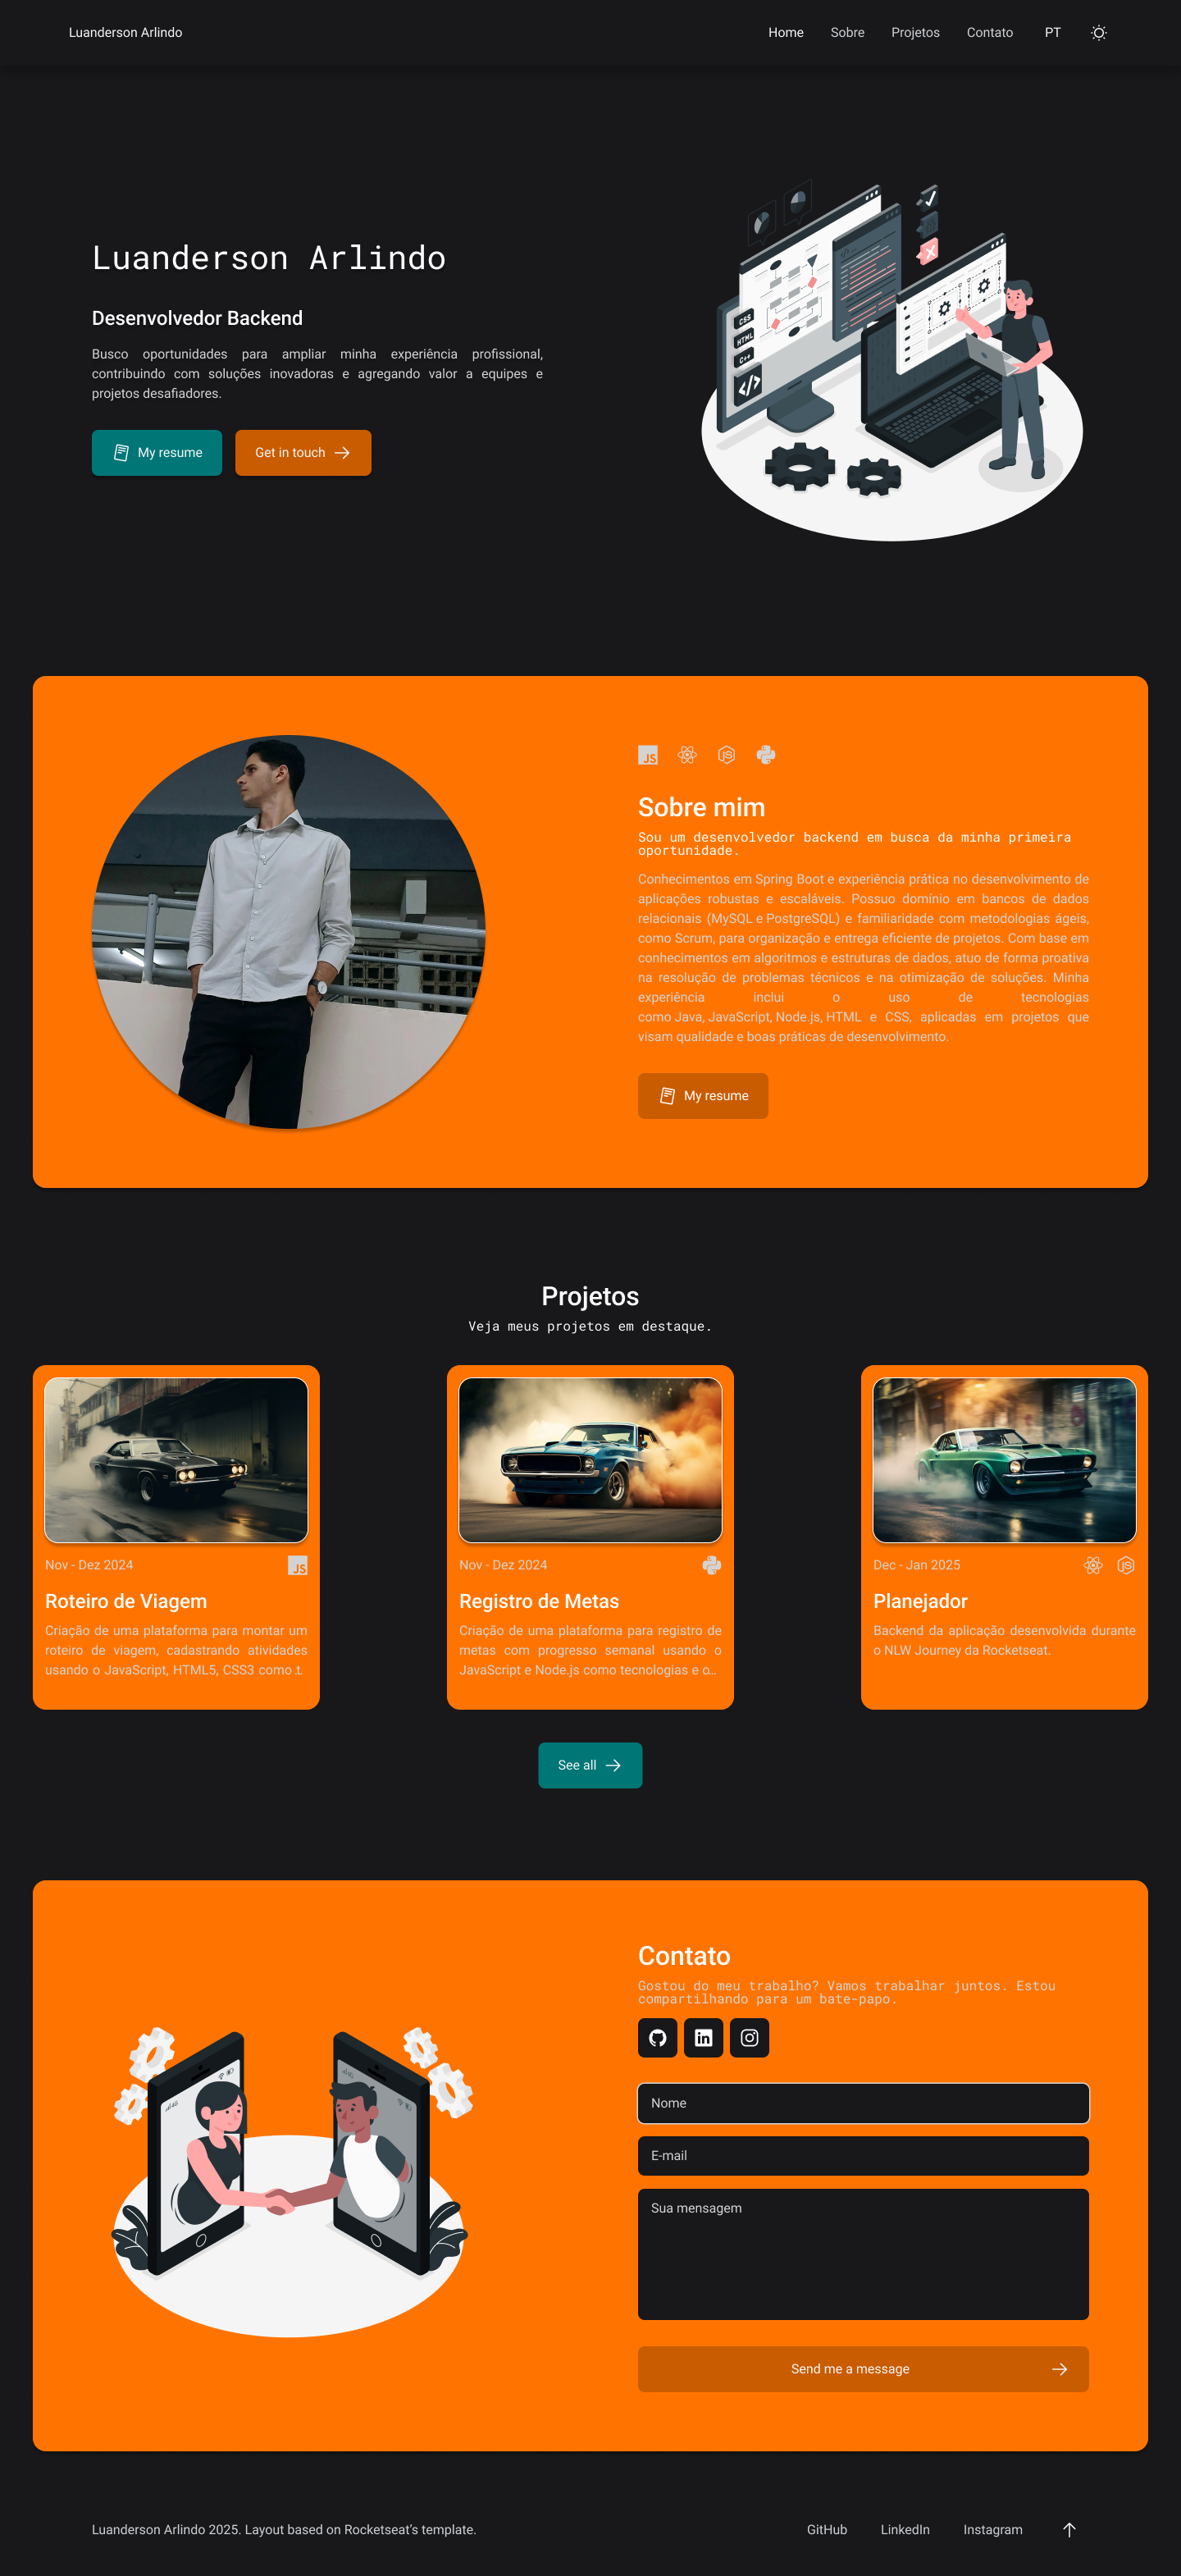 Luanderson Arlindo
Home Sobre Projetos Contato PT
Luanderson Arlindo
Desenvolvedor Backend
Busco oportunidades para ampliar minha experiência profissional,
contribuindo com soluções inovadoras e agregando valor a equipes e
projetos desafiadores.
My resume
Get in touch
CSS
HTML
C++
</>
JS
JS
Sobre mim
Sou um desenvolvedor backend em busca da minha primeira
oportunidade.
Conhecimentos em Spring Boot e experiência prática no desenvolvimento de
aplicações robustas e escaláveis. Possuo domínio em bancos de dados
relacionais (MySQL e PostgreSQL) e familiaridade com metodologias ágeis,
como Scrum, para organização e entrega eficiente de projetos. Com base em
conhecimentos em algoritmos e estruturas de dados, atuo de forma proativa
na resolução de problemas técnicos e na otimização de soluções. Minha
experiência inclui o uso de tecnologias
como Java, JavaScript, Node.js, HTML e CSS, aplicadas em projetos que
visam qualidade e boas práticas de desenvolvimento.
My resume
Projetos
Veja meus projetos em destaque.
Nov - Dez 2024
JS
Roteiro de Viagem
Criação de uma plataforma para montar um
roteiro de viagem, cadastrando atividades
usando o JavaScript, HTML5, CSS3 como
Nov - Dez 2024
Registro de Metas
Criação de uma plataforma para registro de
metas com progresso semanal usando o
JavaScript e Node.js como tecnologias e o...
Dec - Jan 2025
JS
Planejador
Backend da aplicação desenvolvida durante
o NLW Journey da Rocketseat.
See all
Contato
Gostou do meu trabalho? Vamos trabalhar juntos. Estou
compartilhando para um bate-papo.
in
Nome
E-mail
Sua mensagem
Send me a message
4G
4G
Luanderson Arlindo 2025. Layout based on Rocketseat's template.
GitHub LinkedIn Instagram